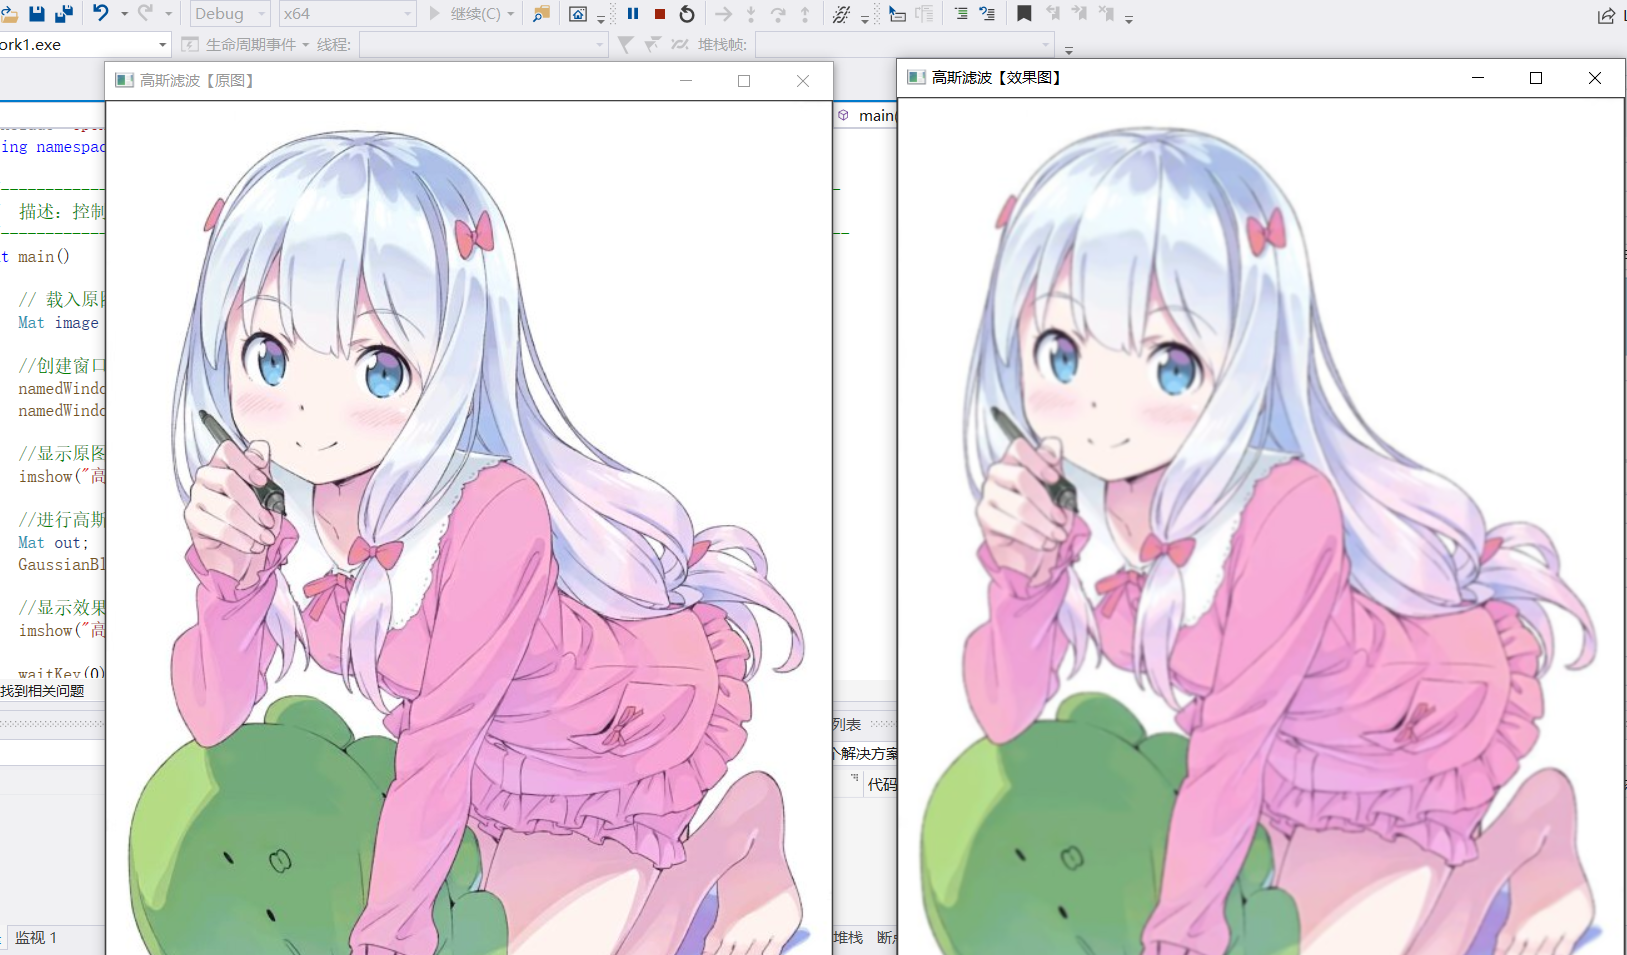 Debug
x64
继续(C)
ork1.exe
生命周期事件
线程:
堆栈帧:
高斯滤波【原图】
高斯滤波【效果图】
main(
ing namespac
描述：控制
t main()
// 载入原
Mat image
//创建窗口
namedWindo
namedWindo
//显示原图
imshow("高
//进行高斯
Mat out;
GaussianBl
//显示效果
imshow("高
waitKey(0)
找到相关问题
列表
个解决方案
代码
监视 1
堆栈
断点